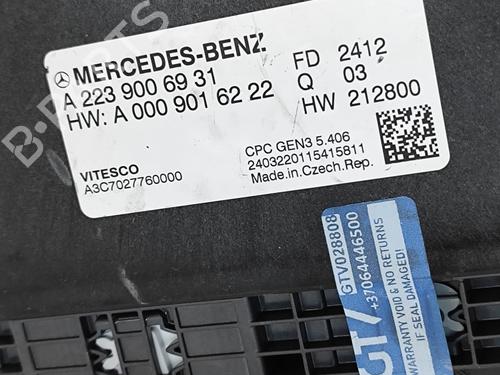 MERCEDES-BENZ
A 223 900 69 31
HW: A 000 901 62 22
FD 2412
Q 03
HW 212800
VITESCO
A3C7027760000
CPC GEN3 5.406
2403220115415811
Made.in.Czech.Rep.
GTV028808
+37064446500
WARRANTY VOID & NO RETURNS
IF SEAL DAMAGED!